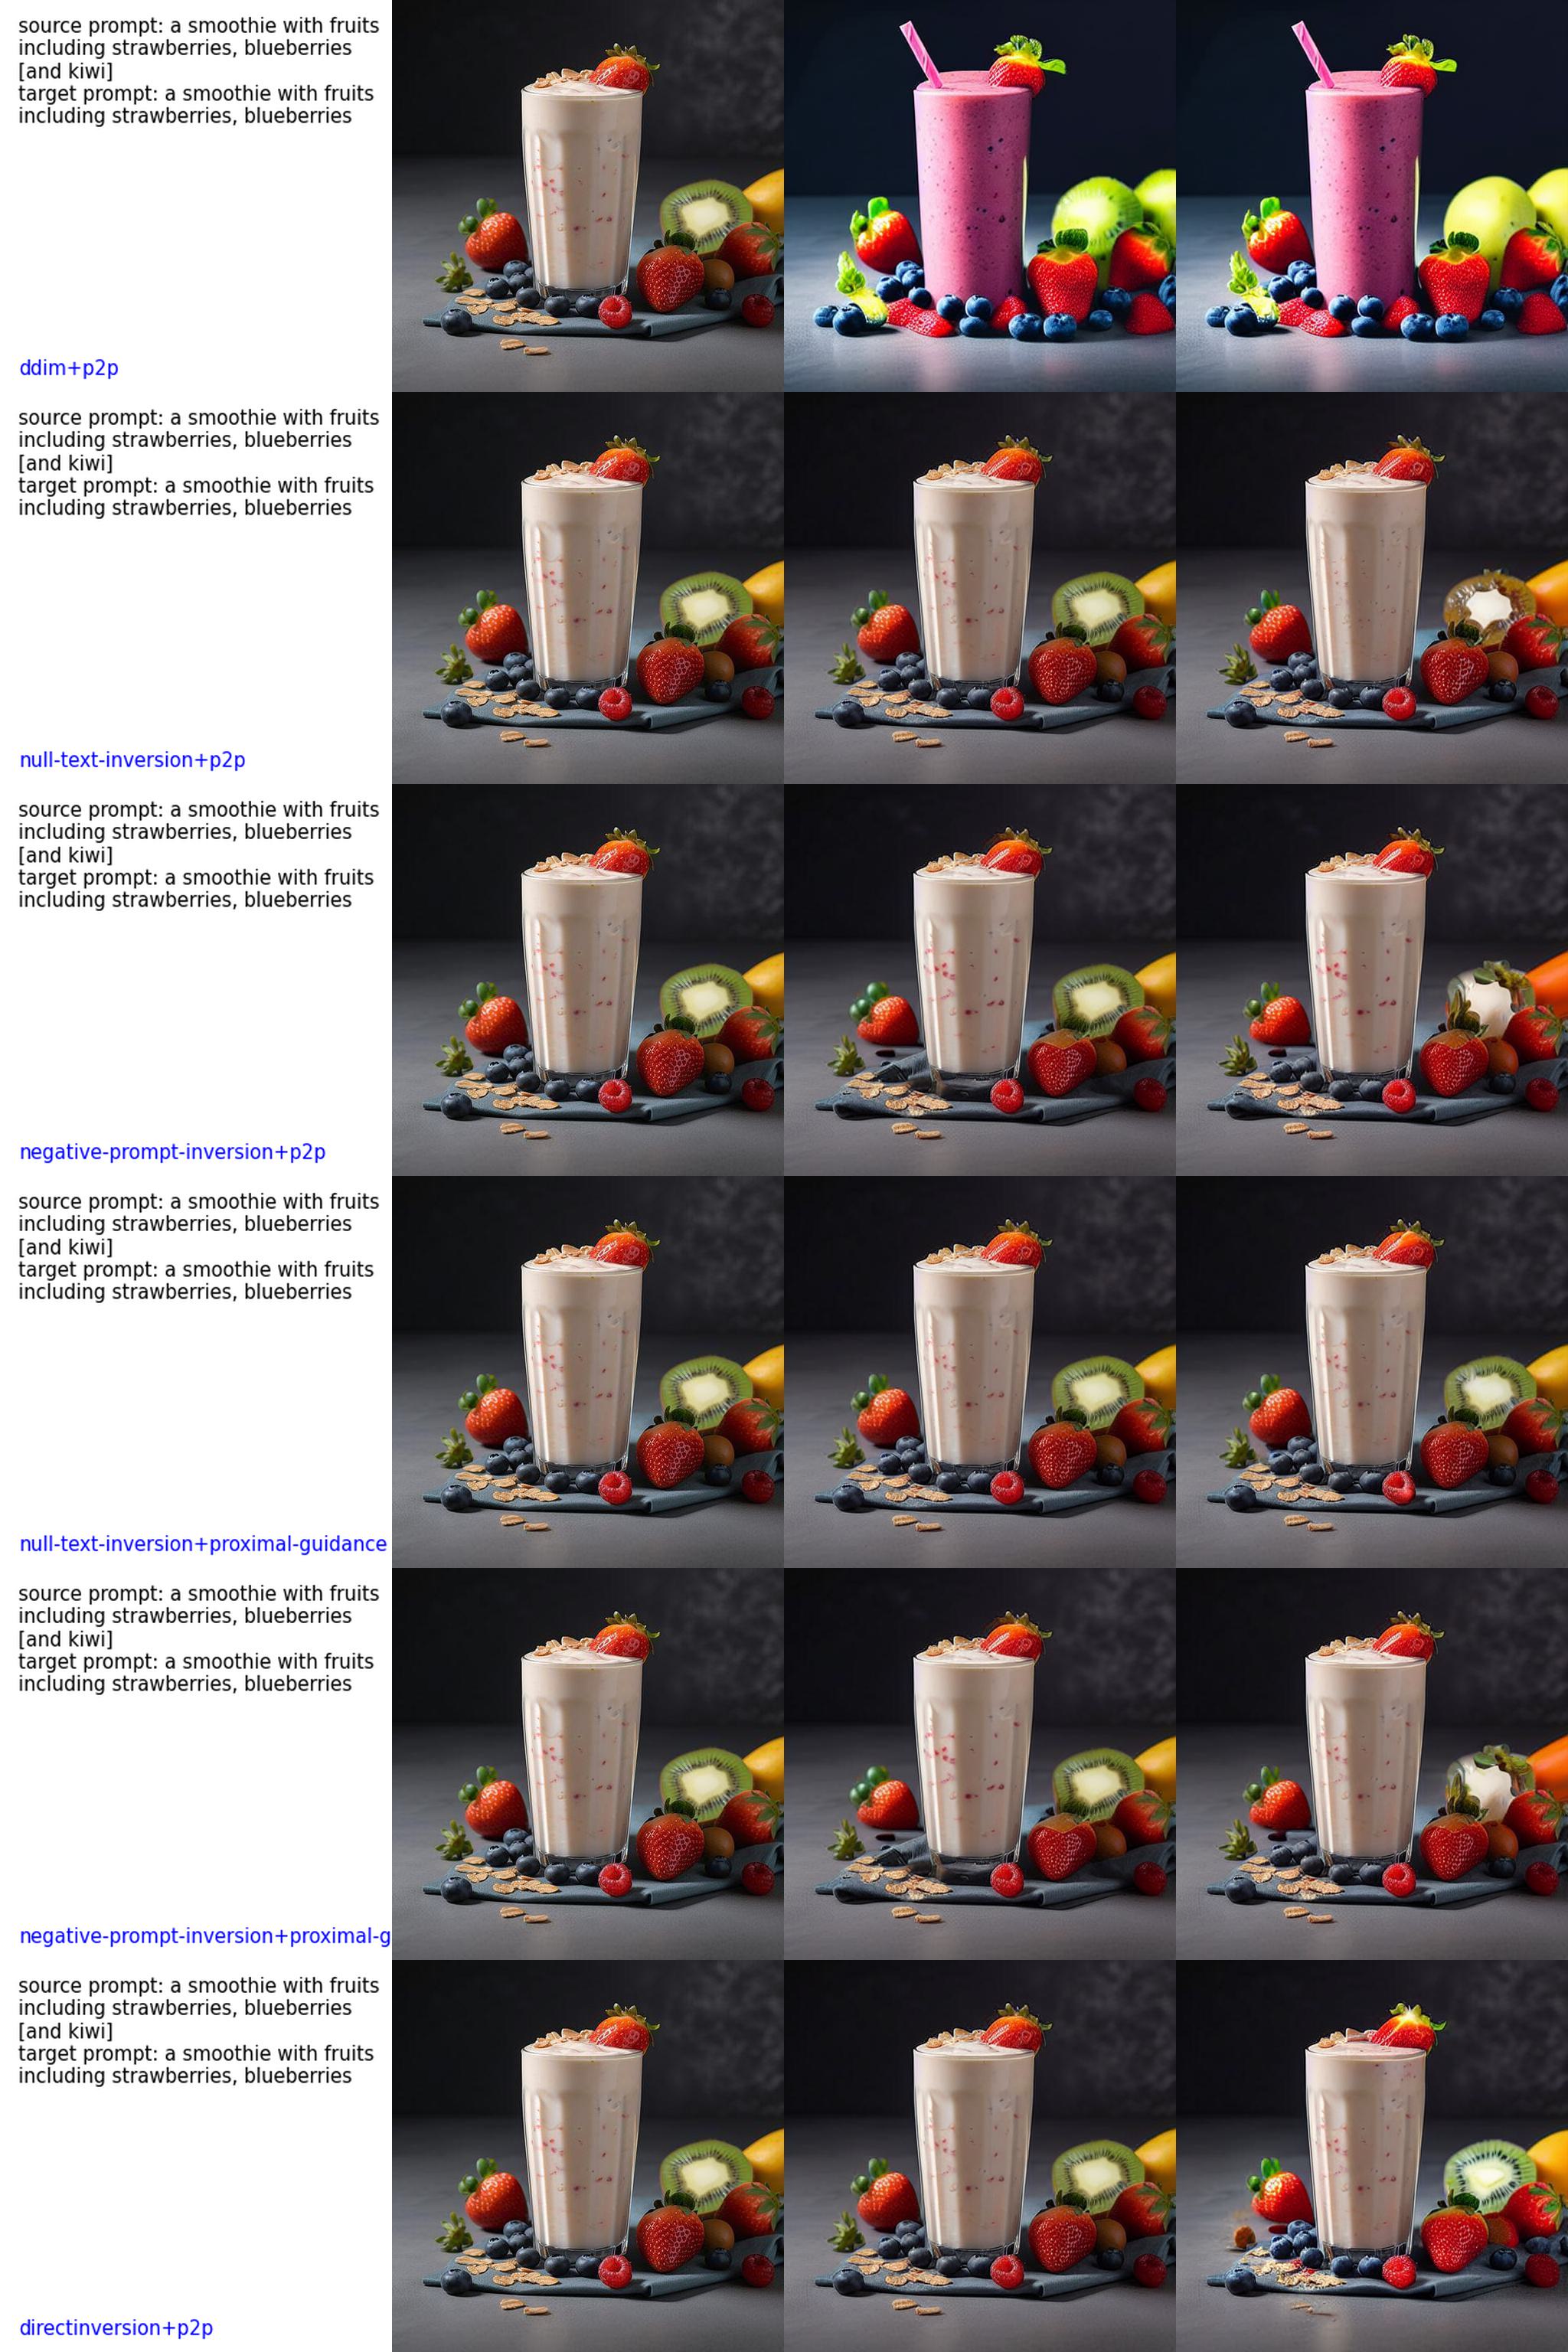 source prompt: a smoothie with fruits
including strawberries, blueberries
[and kiwi]
target prompt: a smoothie with fruits
including strawberries, blueberries
ddim+p2p
source prompt: a smoothie with fruits
including strawberries, blueberries
[and kiwi]
target prompt: a smoothie with fruits
including strawberries, blueberries
null-text-inversion+p2p
source prompt: a smoothie with fruits
including strawberries, blueberries
[and kiwi]
target prompt: a smoothie with fruits
including strawberries, blueberries
negative-prompt-inversion+p2p
source prompt: a smoothie with fruits
including strawberries, blueberries
[and kiwi]
target prompt: a smoothie with fruits
including strawberries, blueberries
null-text-inversion+proximal-guidance
source prompt: a smoothie with fruits
including strawberries, blueberries
[and kiwi]
target prompt: a smoothie with fruits
including strawberries, blueberries
negative-prompt-inversion+proximal-g
source prompt: a smoothie with fruits
including strawberries, blueberries
[and kiwi]
target prompt: a smoothie with fruits
including strawberries, blueberries
directinversion+p2p